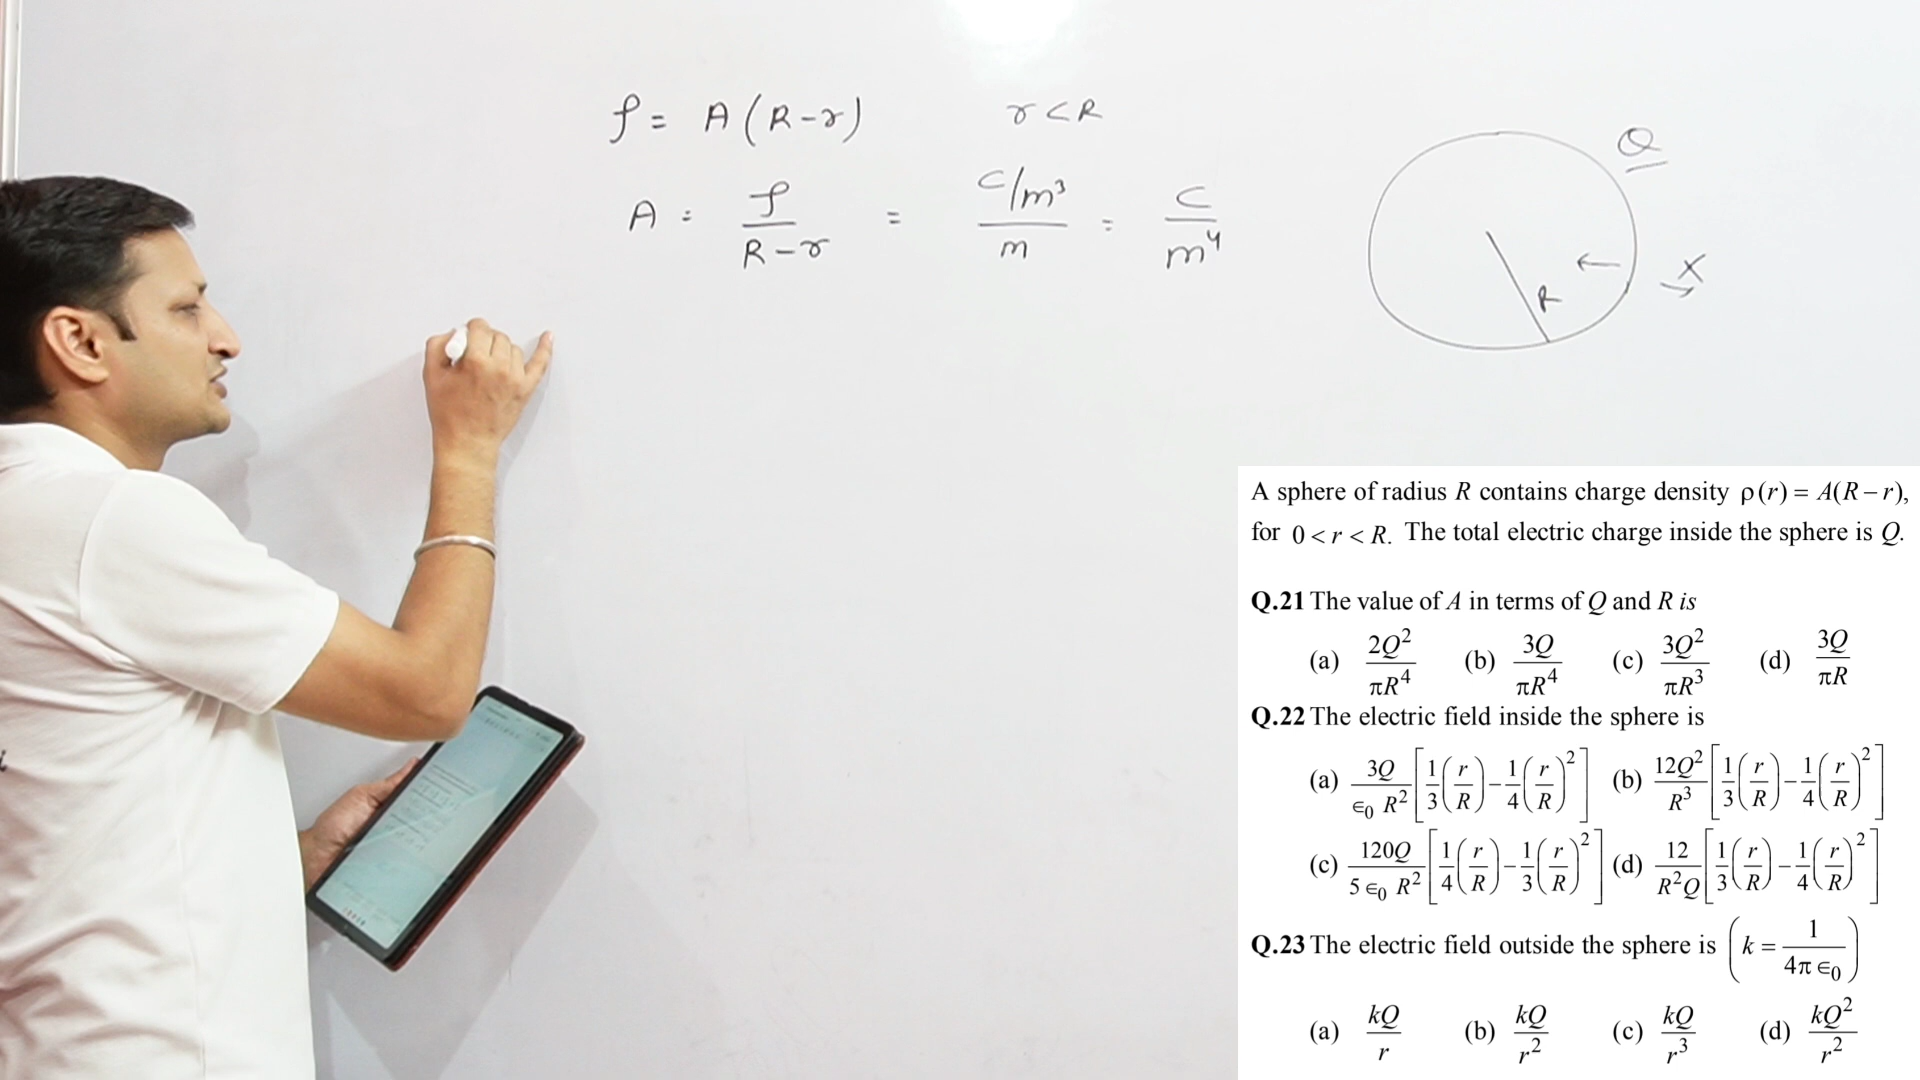 ρ = A(R-r)    r<R
A = ρ/(R-r) = (C/m³)/m = C/m⁴
Q
R
X
A sphere of radius R contains charge density ρ(r) = A(R – r),
for 0 < r < R. The total electric charge inside the sphere is Q.
Q.21 The value of A in terms of Q and R is
(a) 2Q²/πR⁴ (b) 3Q/πR⁴ (c) 3Q²/πR³ (d) 3Q/πR
Q.22 The electric field inside the sphere is
(a) 3Q/∈₀ R² [1/3(r/R) – 1/4(r/R)²] (b) 12Q²/R³ [1/3(r/R) – 1/4(r/R)²]
(c) 120Q/5∈₀ R² [1/4(r/R) – 1/3(r/R)²] (d) 12/R²Q [1/3(r/R) – 1/4(r/R)²]
Q.23 The electric field outside the sphere is (k = 1/4π∈₀)
(a) kQ/r (b) kQ/r² (c) kQ/r³ (d) kQ²/r²